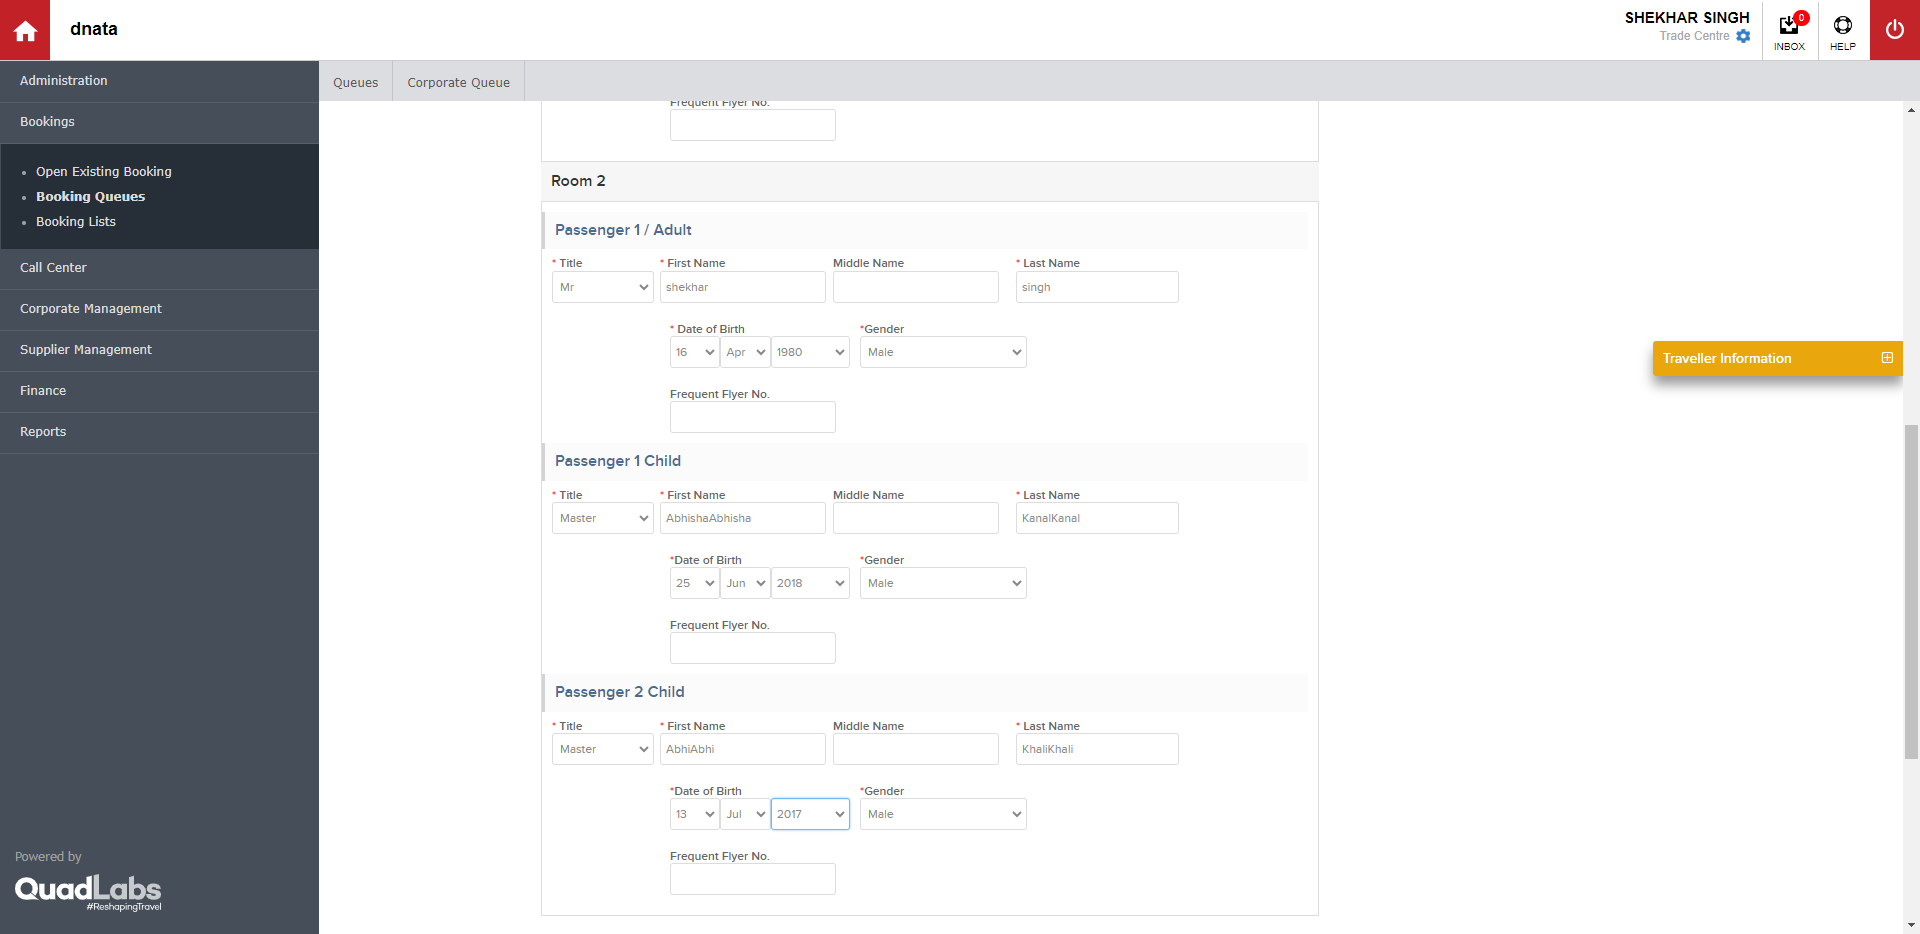 dnata
SHEKHAR SINGH
Trade Centre
0
INBOX
HELP
Administration
Bookings
Open Existing Booking
Booking Queues
Booking Lists
Call Center
Corporate Management
Supplier Management
Finance
Reports
Powered by
QuadLabs
#ReshapingTravel
Queues
Corporate Queue
Frequent Flyer No.
Room 2
Passenger 1 / Adult
* Title * First Name Middle Name * Last Name
Mr shekhar singh
* Date of Birth *Gender
16 Apr 1980 Male
Frequent Flyer No.
Passenger 1 Child
* Title * First Name Middle Name * Last Name
Master AbhishaAbhisha KanalKanal
*Date of Birth *Gender
25 Jun 2018 Male
Frequent Flyer No.
Passenger 2 Child
* Title * First Name Middle Name * Last Name
Master AbhiAbhi KhaliKhali
*Date of Birth *Gender
13 Jul 2017 Male
Frequent Flyer No.
Traveller Information